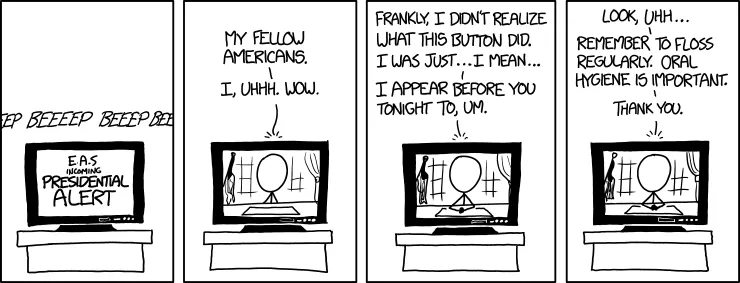 EP BEEEEP BEEEP BEE
E.A.S
INCOMING
PRESIDENTIAL
ALERT
MY FELLOW
AMERICANS.
I, UHHH. WOW.
FRANKLY, I DIDN'T REALIZE
WHAT THIS BUTTON DID.
I WAS JUST...I MEAN...
I APPEAR BEFORE YOU
TONIGHT TO, UM.
LOOK, UHH...
REMEMBER TO FLOSS
REGULARLY. ORAL
HYGIENE IS IMPORTANT.
THANK YOU.